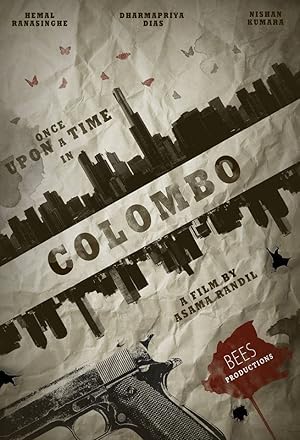 HEMAL
RANASINGHE
DHARMAPRIYA
DIAS
NISHAN
KUMARA
ONCE
UPON A TIME
IN
COLOMBO
A FILM BY
ASAMA RANDIL
BEES
PRODUCTIONS